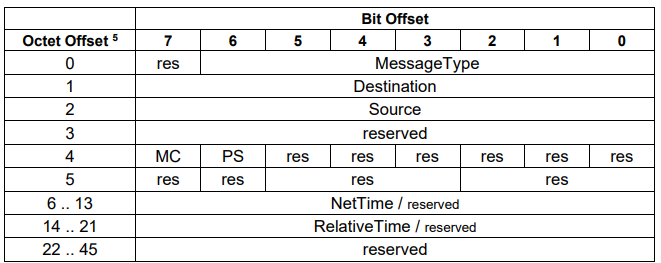 Bit Offset
Octet Offset 5 7 6 5 4 3 2 1 0
0 res MessageType
1 Destination
2 Source
3 reserved
4 MC PS res res res res res res
5 res res res res
6 .. 13 NetTime / reserved
14 .. 21 RelativeTime / reserved
22 .. 45 reserved